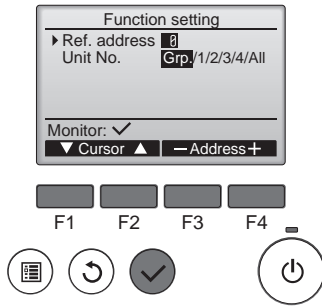 Function setting
Ref. address 0
Unit No. Grp./1/2/3/4/All
Monitor:
Cursor −Address+
F1 F2 F3 F4